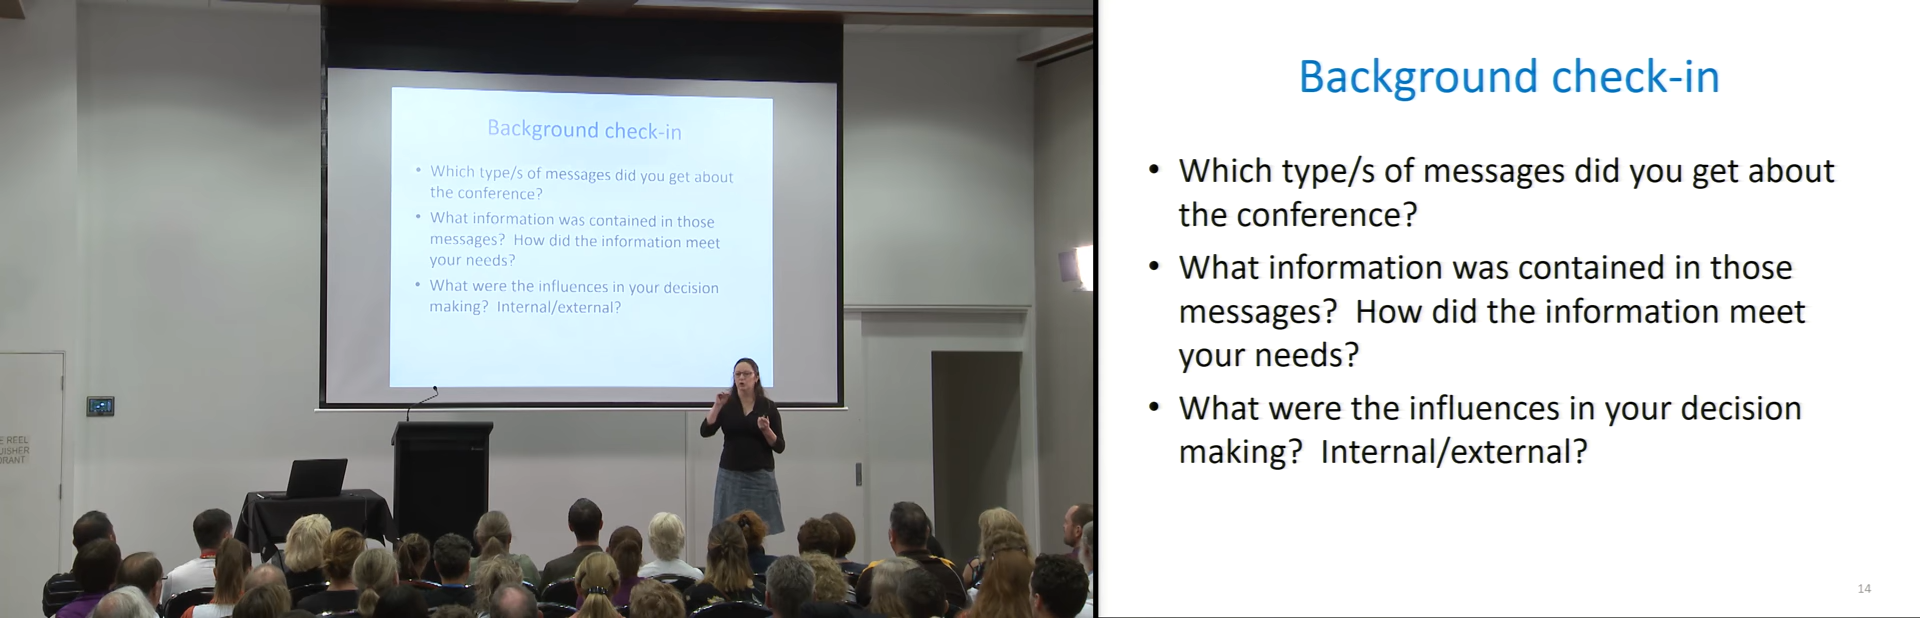 Background check-in
• Which type/s of messages did you get about
the conference?
• What information was contained in those
messages? How did the information meet
your needs?
• What were the influences in your decision
making? Internal/external?
E REEL
UISHER
DRANT
Background check-in
• Which type/s of messages did you get about
the conference?
• What information was contained in those
messages? How did the information meet
your needs?
• What were the influences in your decision
making? Internal/external?
14